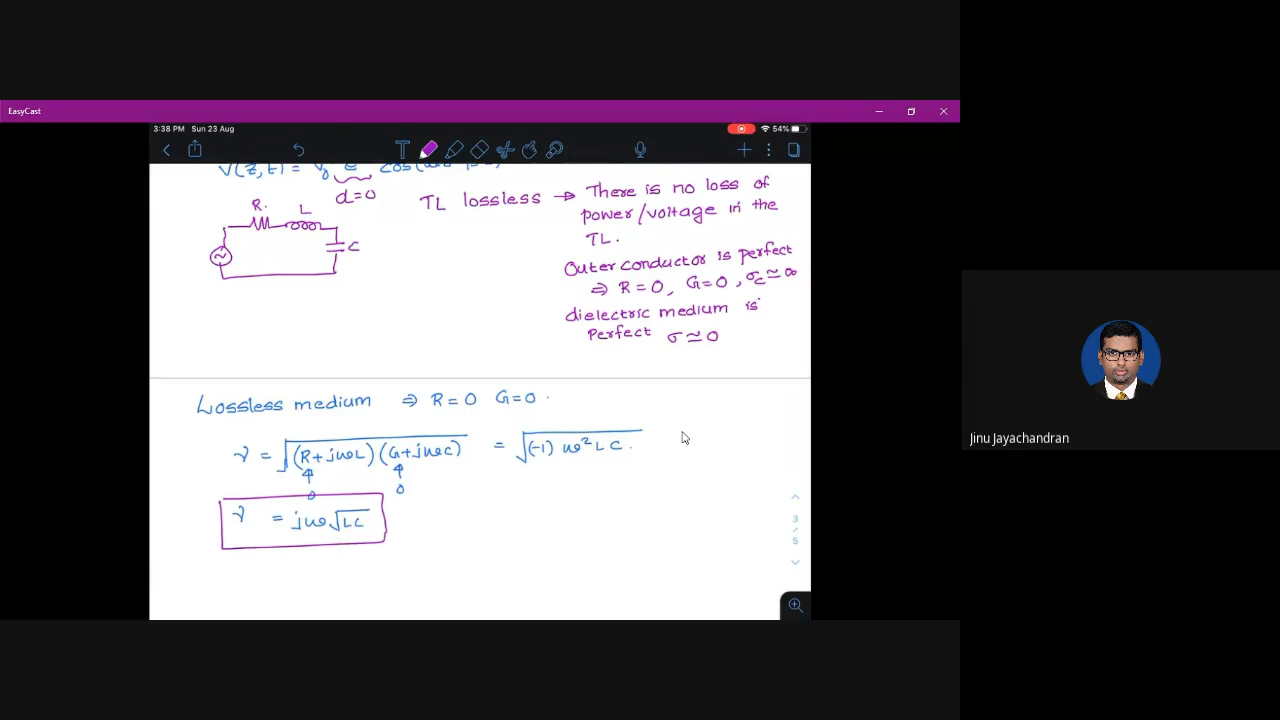 EasyCast
3:38 PM Sun 23 Aug
54%
V(z,t) =
α=0
R.
L
C
TL lossless → There is no loss of
power/voltage in the
TL.
Outer conductor is perfect
⇒ R=0, G=0, σc≃∞
dielectric medium is
Perfect σ≃0
Lossless medium ⇒ R=0 G=0.
γ = √(R+jωL)(G+jωC) = √(-1) ω²LC.
0
0
γ = jω√LC
3
5
Jinu Jayachandran